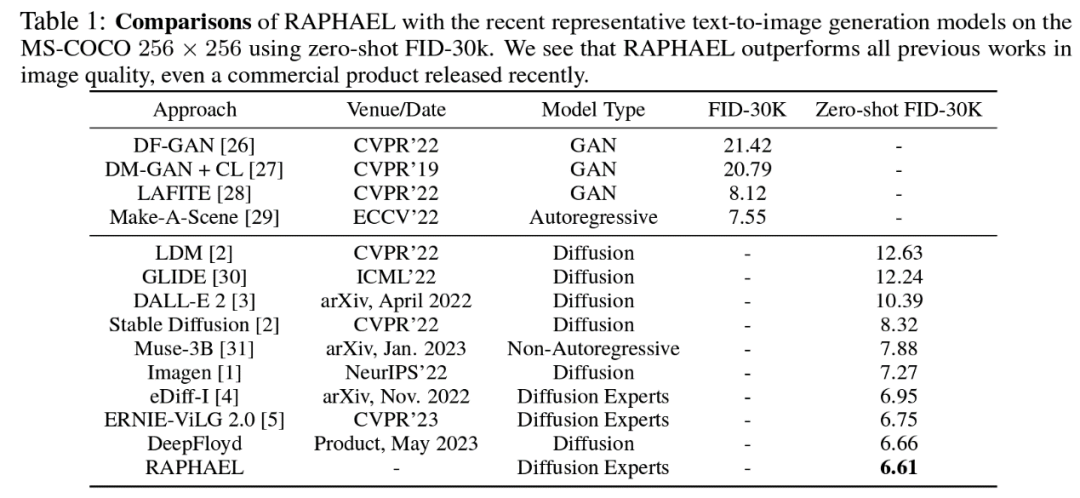 Table 1: Comparisons of RAPHAEL with the recent representative text-to-image generation models on the
MS-COCO 256 × 256 using zero-shot FID-30k. We see that RAPHAEL outperforms all previous works in
image quality, even a commercial product released recently.
Approach Venue/Date Model Type FID-30K Zero-shot FID-30K
DF-GAN [26] CVPR'22 GAN 21.42 -
DM-GAN + CL [27] CVPR'19 GAN 20.79 -
LAFITE [28] CVPR'22 GAN 8.12 -
Make-A-Scene [29] ECCV'22 Autoregressive 7.55 -
LDM [2] CVPR'22 Diffusion - 12.63
GLIDE [30] ICML'22 Diffusion - 12.24
DALL-E 2 [3] arXiv, April 2022 Diffusion - 10.39
Stable Diffusion [2] CVPR'22 Diffusion - 8.32
Muse-3B [31] arXiv, Jan. 2023 Non-Autoregressive - 7.88
Imagen [1] NeurIPS'22 Diffusion - 7.27
eDiff-I [4] arXiv, Nov. 2022 Diffusion Experts - 6.95
ERNIE-ViLG 2.0 [5] CVPR'23 Diffusion Experts - 6.75
DeepFloyd Product, May 2023 Diffusion - 6.66
RAPHAEL - Diffusion Experts - 6.61